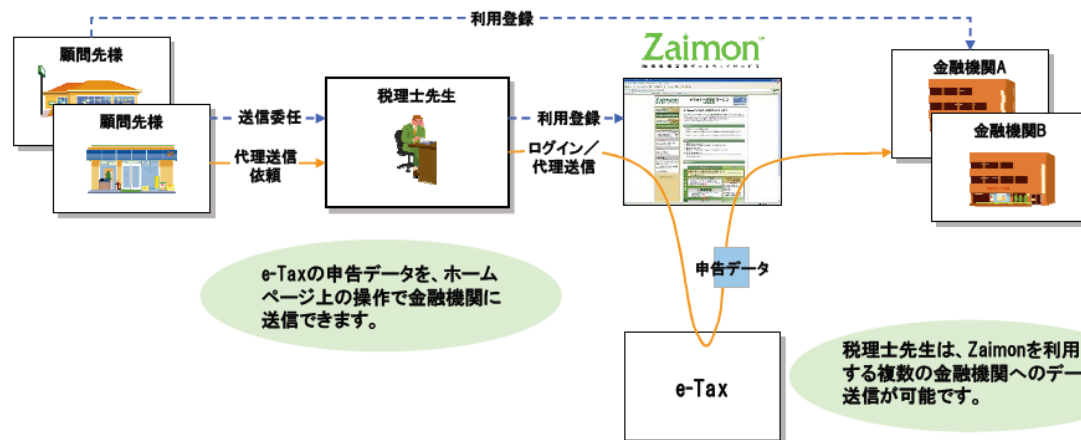 利用登録
顧問先様
顧問先様
送信委任
代理送信
依頼
税理士先生
利用登録
ログイン／
代理送信
Zaimon
金融機関A
金融機関B
申告データ
e-Taxの申告データを、ホーム
ページ上の操作で金融機関に
送信できます。
e-Tax
税理士先生は、Zaimonを利用
する複数の金融機関へのデー
送信が可能です。